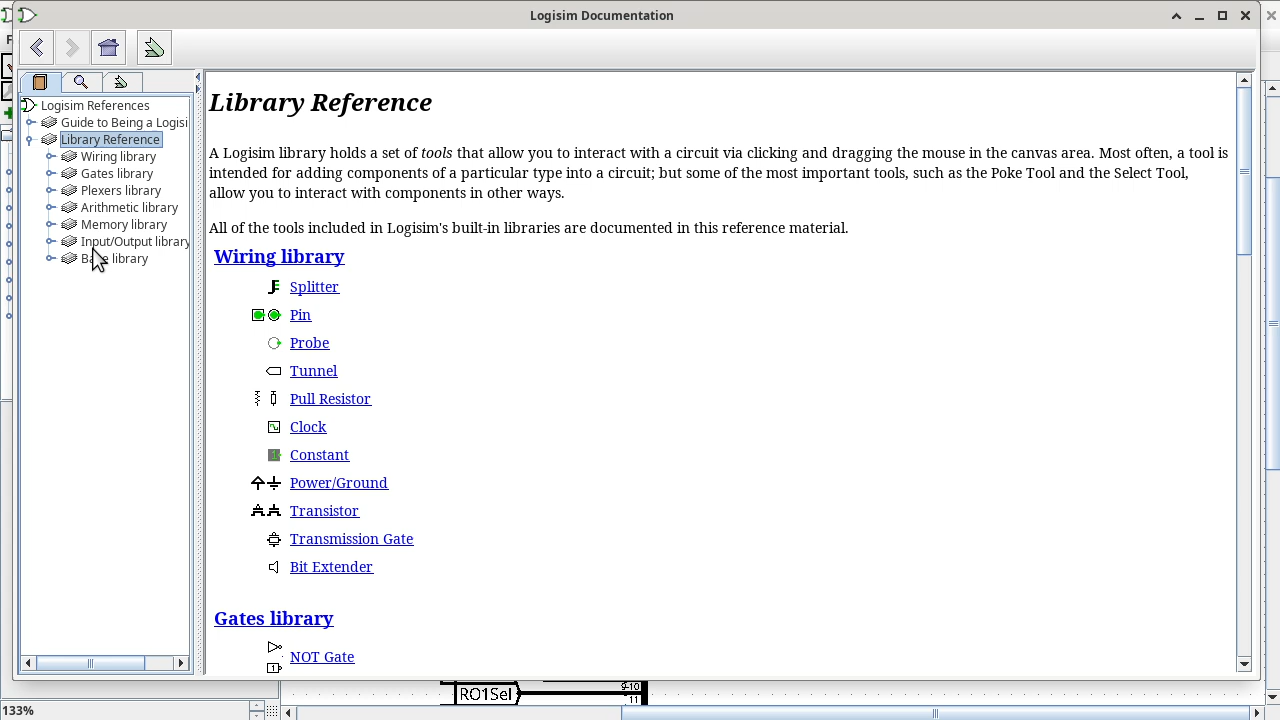 Logisim Documentation
Logisim References
Guide to Being a Logisi
Library Reference
Wiring library
Gates library
Plexers library
Arithmetic library
Memory library
Input/Output library
library
Library Reference
A Logisim library holds a set of tools that allow you to interact with a circuit via clicking and dragging the mouse in the canvas area. Most often, a tool is
intended for adding components of a particular type into a circuit; but some of the most important tools, such as the Poke Tool and the Select Tool,
allow you to interact with components in other ways.
All of the tools included in Logisim's built-in libraries are documented in this reference material.
Wiring library
Splitter
Pin
Probe
Tunnel
Pull Resistor
Clock
Constant
Power/Ground
Transistor
Transmission Gate
Bit Extender
Gates library
NOT Gate
RO1Sel
9-10
11
133%